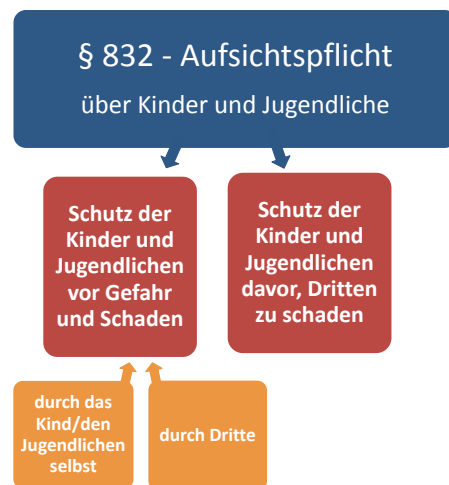 § 832 - Aufsichtspflicht
über Kinder und Jugendliche
Schutz der
Kinder und
Jugendlichen
vor Gefahr
und Schaden
Schutz der
Kinder und
Jugendlichen
davor, Dritten
zu schaden
durch das
Kind/den
Jugendlichen
selbst
durch Dritte